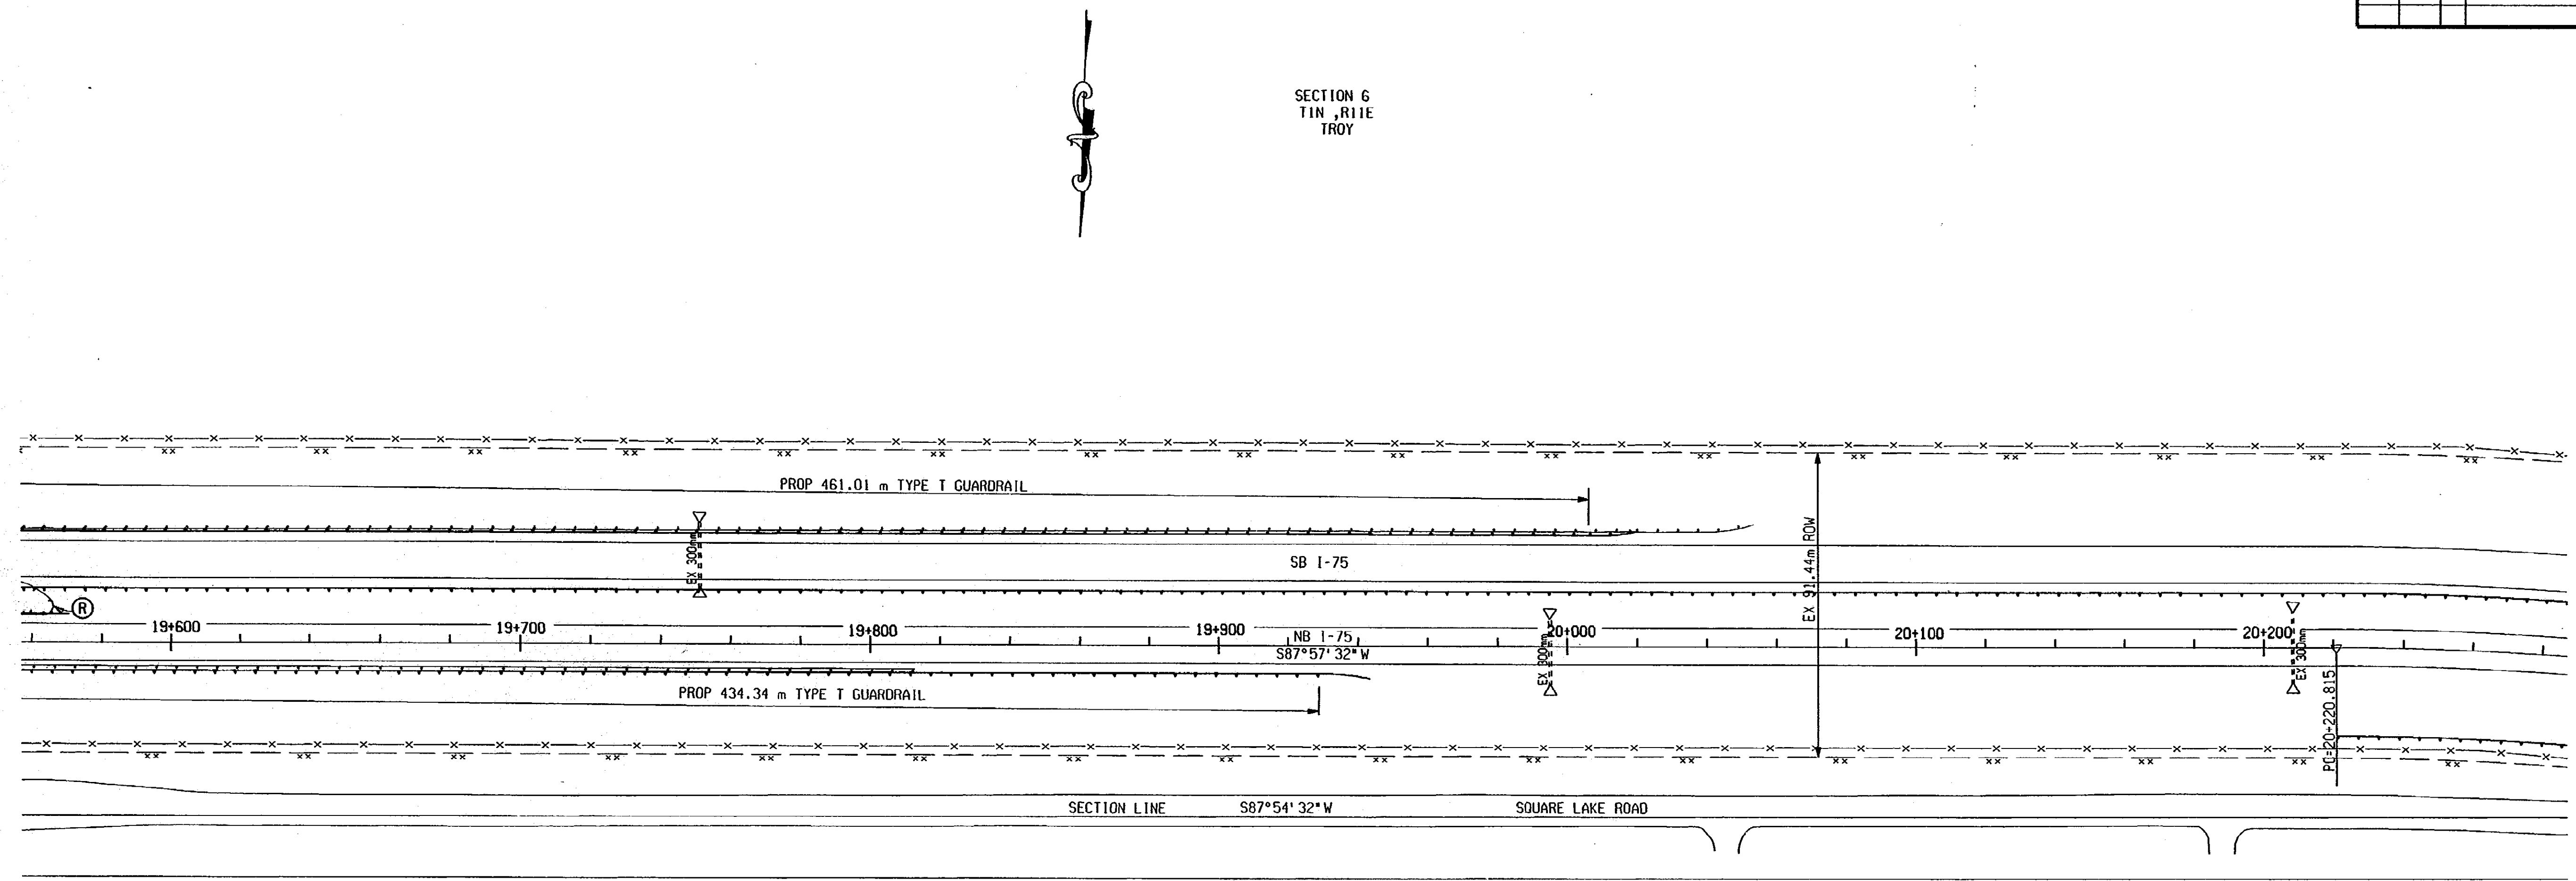 SECTION 6
T1N ,R11E
TROY
PROP 461.01 m TYPE T GUARDRAIL
EX 300mm
EX 91.44m ROW
SB I-75
R
19+600
19+700
19+800
19+900
NB I-75
20+000
20+100
20+200
S87°57'32"W
EX 300mm
EX 300mm
PROP 434.34 m TYPE T GUARDRAIL
PC=20+220.815
SECTION LINE S87°54'32"W SQUARE LAKE ROAD